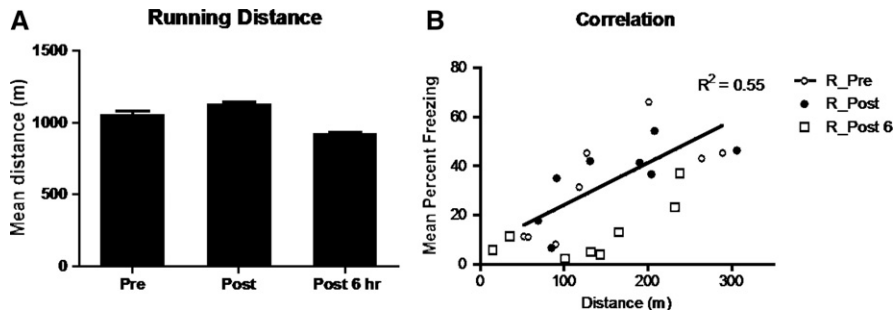 A
Running Distance
Mean distance (m)
1500
1000
500
0
Pre
Post
Post 6 hr
B
Correlation
Mean Percent Freezing
80
60
40
20
0
R² = 0.55
0
100
200
300
Distance (m)
R_Pre
R_Post
R_Post 6